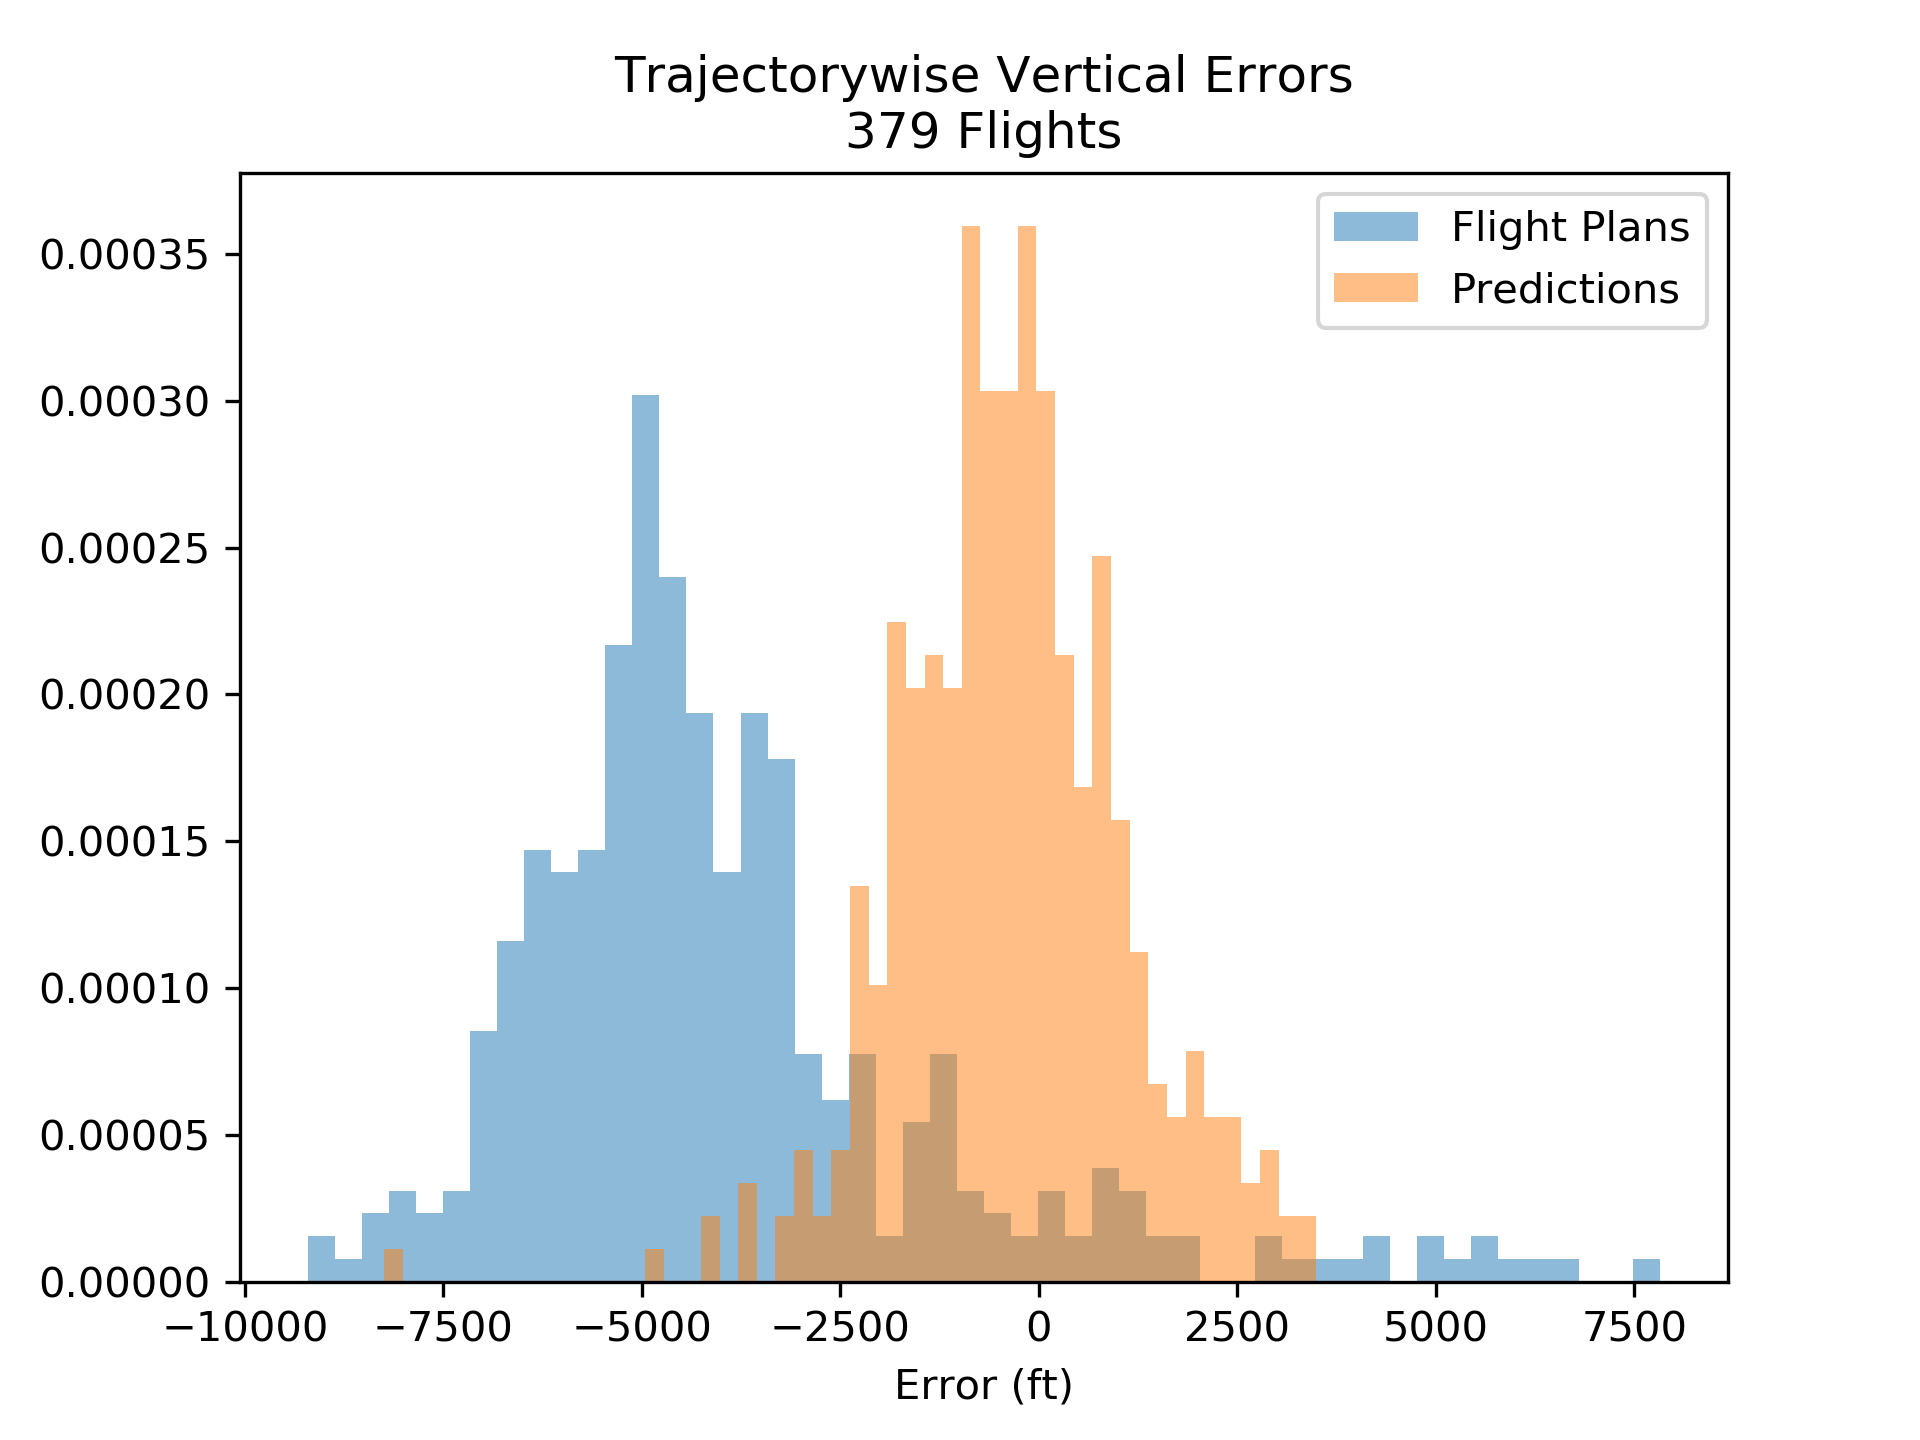 Trajectorywise Vertical Errors
379 Flights
Flight Plans
Predictions
0.00035
0.00030
0.00025
0.00020
0.00015
0.00010
0.00005
0.00000
−10000 −7500 −5000 −2500 0 2500 5000 7500
Error (ft)